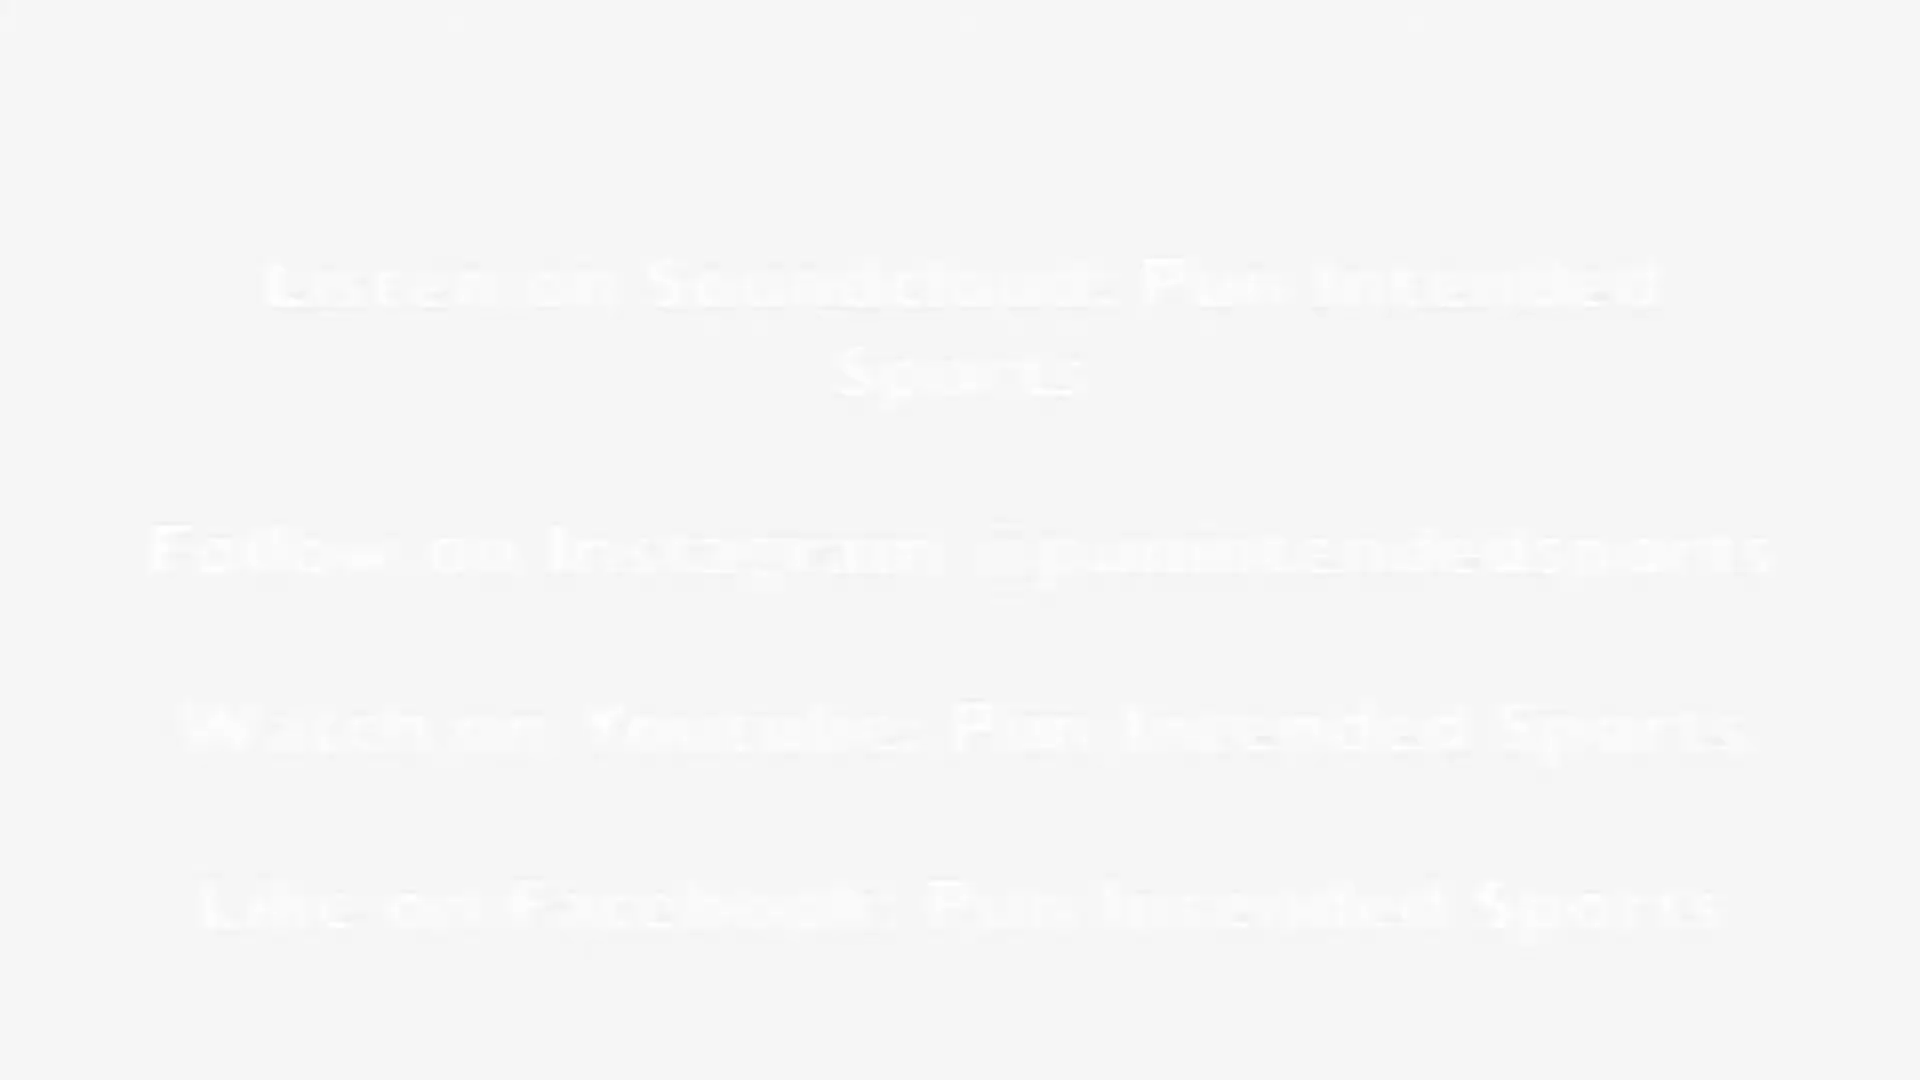 Listen on Soundcloud: Pun Intended
Sports
Follow on Instagram @punintendedsports
Watch on Youtube: Pun Intended Sports
Like on Facebook: Pun Intended Sports